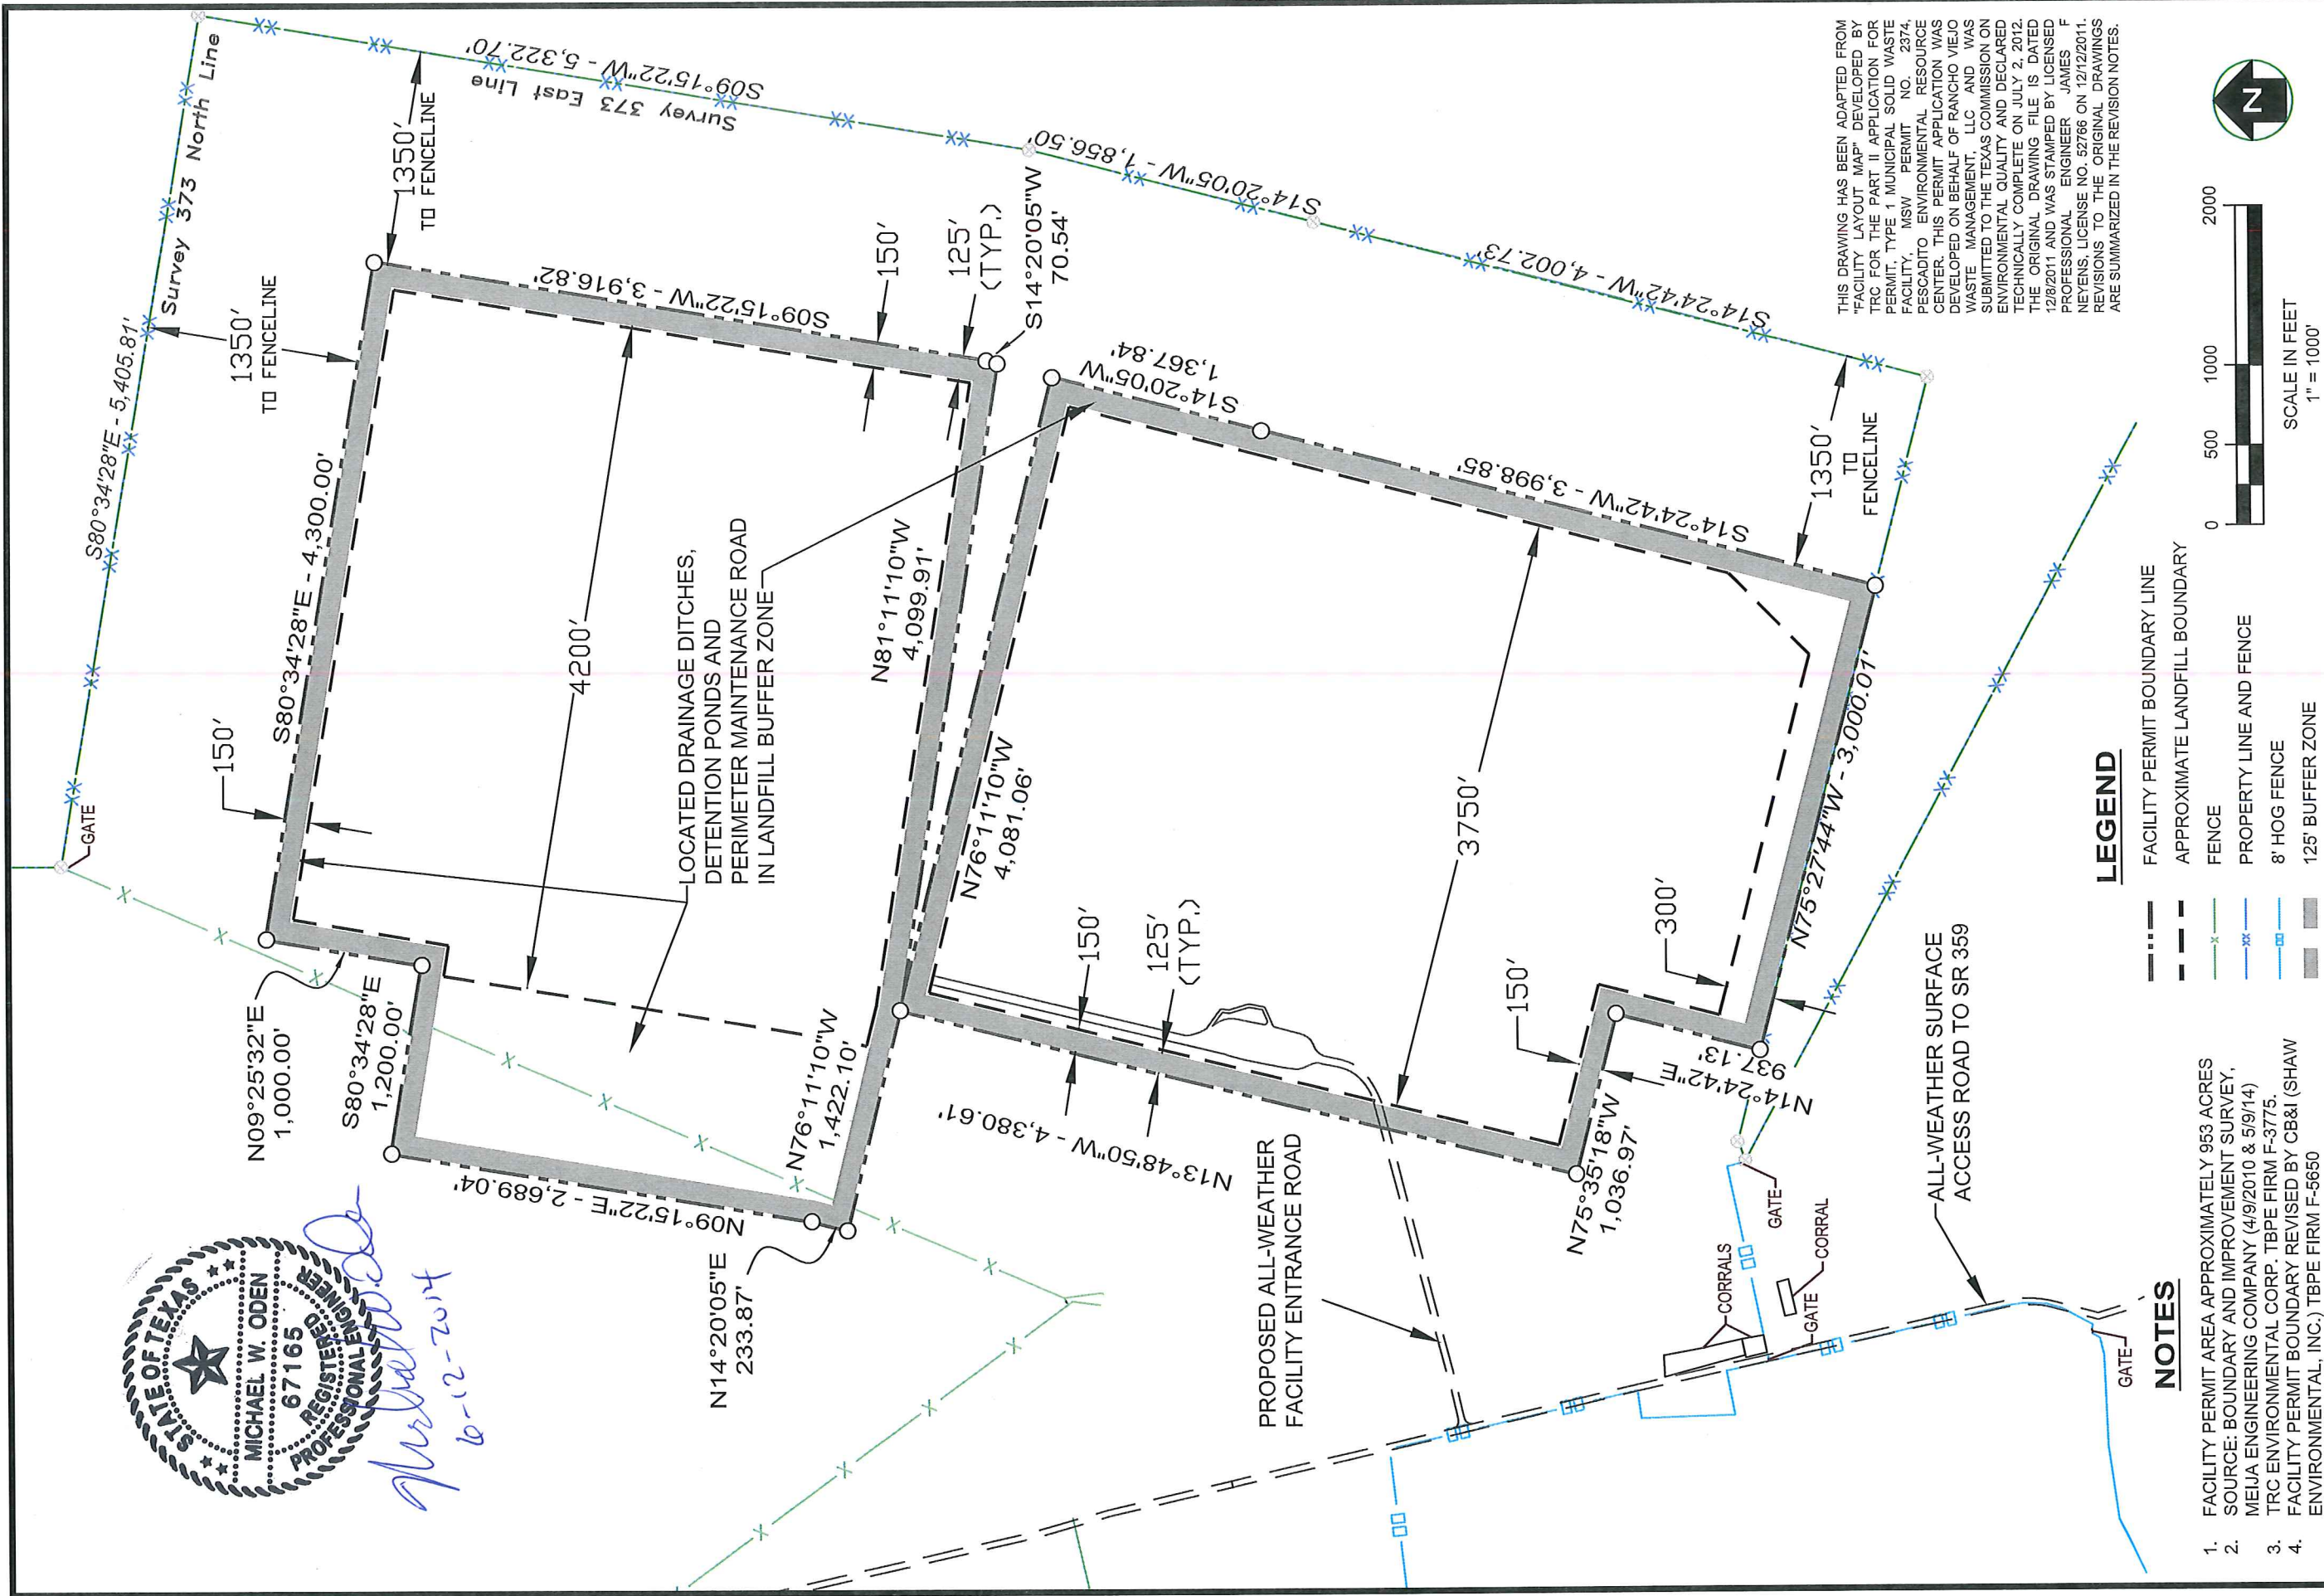 STATE OF TEXAS
MICHAEL W. ODEN
67165
REGISTERED
PROFESSIONAL ENGINEER
6-12-2014
GATE
S80°34'28"E - 5,405.81'
Survey 373 North Line
1350'
TO FENCELINE
1350'
TO FENCELINE
Survey 373 East Line
S09°15'22"W - 5,322.70'
S14°20'05"W - 1,856.50'
S14°24'42"W - 4,002.73'
150'
S80°34'28"E - 4,300.00'
N09°25'32"E
1,000.00'
S80°34'28"E
1,200.00'
N09°15'22"E - 2,689.04'
N14°20'05"E
233.87'
N76°11'10"W
1,422.10'
4200'
LOCATED DRAINAGE DITCHES,
DETENTION PONDS AND
PERIMETER MAINTENANCE ROAD
IN LANDFILL BUFFER ZONE
S09°15'22"W - 3,916.82'
150'
125'
(TYP.)
S14°20'05"W
70.54'
N81°11'10"W
4,099.91'
N76°11'10"W
4,081.06'
S14°20'05"W
1,367.84'
S14°24'42"W - 3,998.85'
N13°48'50"W - 4,380.61'
150'
125'
(TYP.)
3750'
1350'
TO
FENCELINE
150'
300'
N75°35'18"W
1,036.97'
N14°24'42"E
937.13'
N75°27'44"W - 3,000.01'
PROPOSED ALL-WEATHER
FACILITY ENTRANCE ROAD
GATE
CORRALS
CORRAL
GATE
ALL-WEATHER SURFACE
ACCESS ROAD TO SR 359
GATE
THIS DRAWING HAS BEEN ADAPTED FROM
"FACILITY LAYOUT MAP" DEVELOPED BY
TRC FOR THE PART II APPLICATION FOR
PERMIT, TYPE 1 MUNICIPAL SOLID WASTE
FACILITY, MSW PERMIT NO. 2374,
PESCADITO ENVIRONMENTAL RESOURCE
CENTER. THIS PERMIT APPLICATION WAS
DEVELOPED ON BEHALF OF RANCHO VIEJO
WASTE MANAGEMENT, LLC AND WAS
SUBMITTED TO THE TEXAS COMMISSION ON
ENVIRONMENTAL QUALITY AND DECLARED
TECHNICALLY COMPLETE ON JULY 2, 2012.
THE ORIGINAL DRAWING FILE IS DATED
12/8/2011 AND WAS STAMPED BY LICENSED
PROFESSIONAL ENGINEER JAMES F
NEYENS, LICENSE NO. 52766 ON 12/12/2011.
REVISIONS TO THE ORIGINAL DRAWINGS
ARE SUMMARIZED IN THE REVISION NOTES.
N
0 500 1000 2000
SCALE IN FEET
1" = 1000'
LEGEND
FACILITY PERMIT BOUNDARY LINE
APPROXIMATE LANDFILL BOUNDARY
FENCE
PROPERTY LINE AND FENCE
8' HOG FENCE
125' BUFFER ZONE
NOTES
1. FACILITY PERMIT AREA APPROXIMATELY 953 ACRES
2. SOURCE: BOUNDARY AND IMPROVEMENT SURVEY,
MEIJA ENGINEERING COMPANY (4/9/2010 & 5/9/14)
3. TRC ENVIRONMENTAL CORP. TBPE FIRM F-3775.
4. FACILITY PERMIT BOUNDARY REVISED BY CB&I (SHAW
ENVIRONMENTAL, INC.) TBPE FIRM F-5650